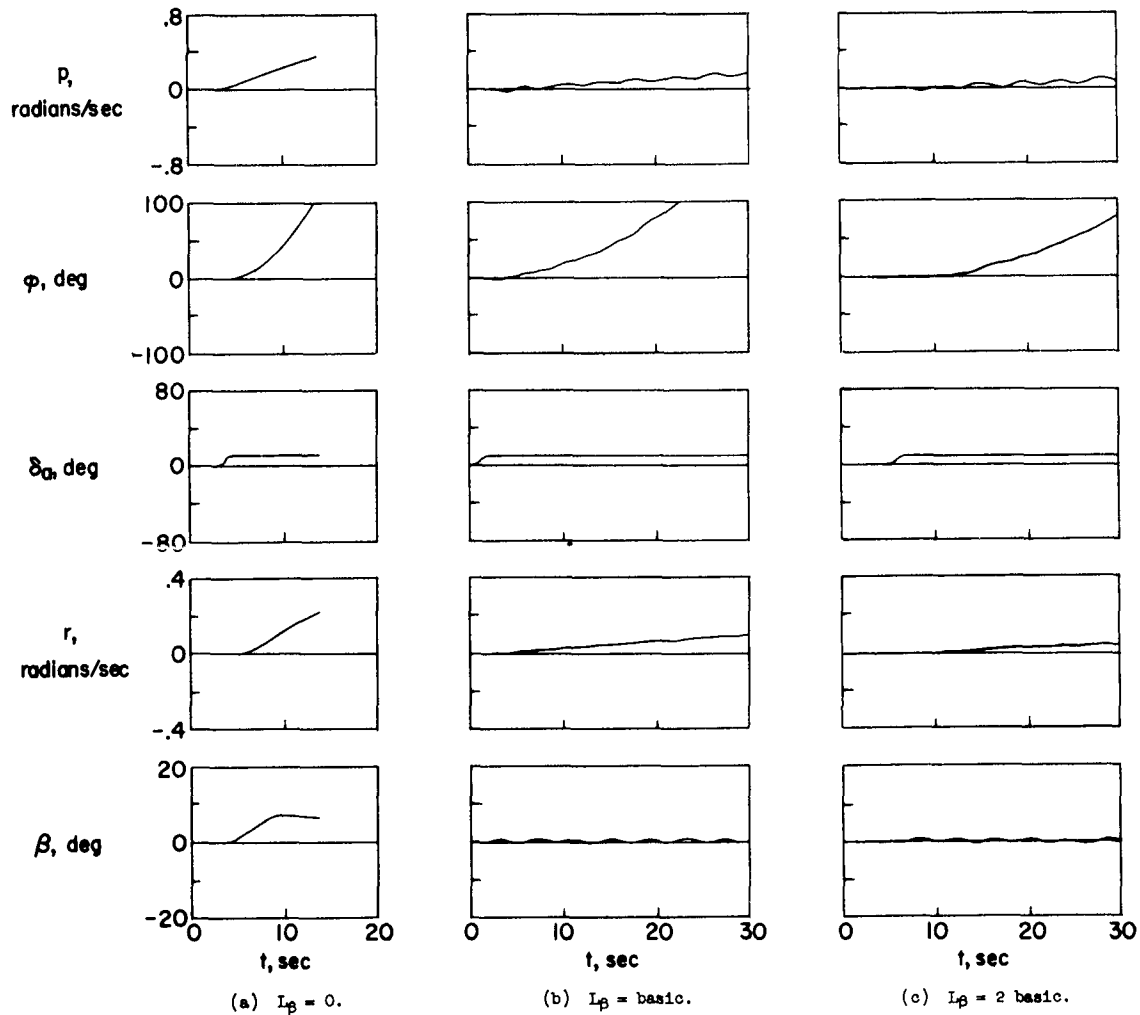 .8
p,
0
radians/sec
-.8
100
φ, deg
0
-100
80
δa, deg
0
-80
.4
r,
0
radians/sec
-.4
20
β, deg
0
-20
0 10 20
0 10 20 30
0 10 20 30
t, sec
t, sec
t, sec
(a) Lβ = 0.
(b) Lβ = basic.
(c) Lβ = 2 basic.